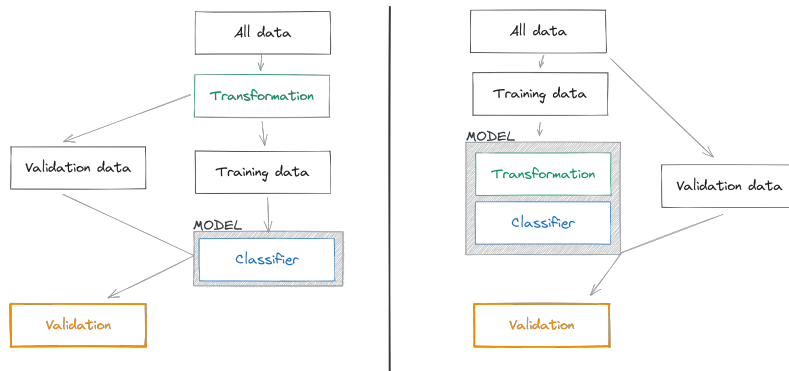 All data
Transformation
Validation data
Training data
MODEL
Classifier
Validation
All data
Training data
MODEL
Transformation
Classifier
Validation data
Validation